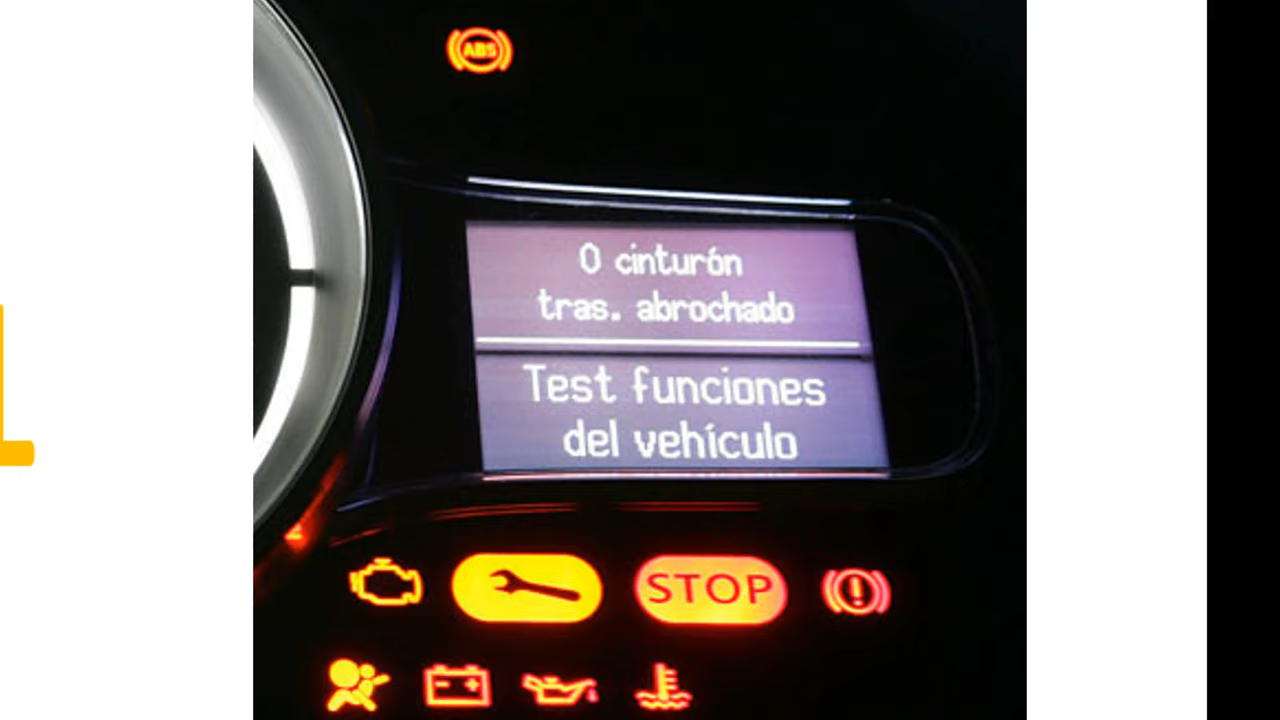 ABS
0 cinturón
tras. abrochado
Test funciones
del vehículo
STOP